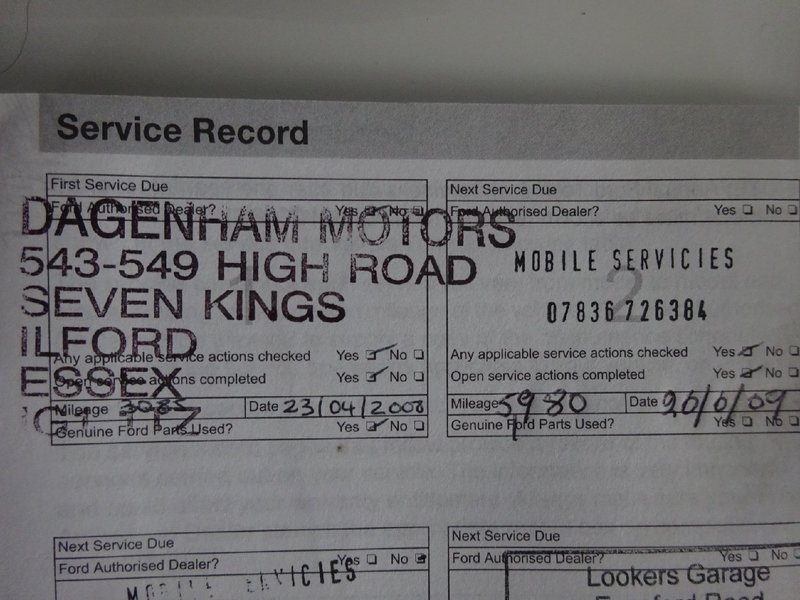 Service Record
First Service Due
Ford Authorised Dealer? Yes No
DAGENHAM MOTORS
543-549 HIGH ROAD
SEVEN KINGS
ILFORD
ESSEX
1
Any applicable service actions checked Yes No
Open service actions completed Yes No
Mileage Date 23/04/2008
Genuine Ford Parts Used? Yes No
Next Service Due
Ford Authorised Dealer? Yes No
MOBILE SERVICIES
2
07836 726384
Any applicable service actions checked Yes No
Open service actions completed Yes No
Mileage 5980 Date
Genuine Ford Parts Used? Yes No
Next Service Due
Ford Authorised Dealer? Yes No
Next Service Due
Ford Authorised Dealer? Yes No
Lookers Garage